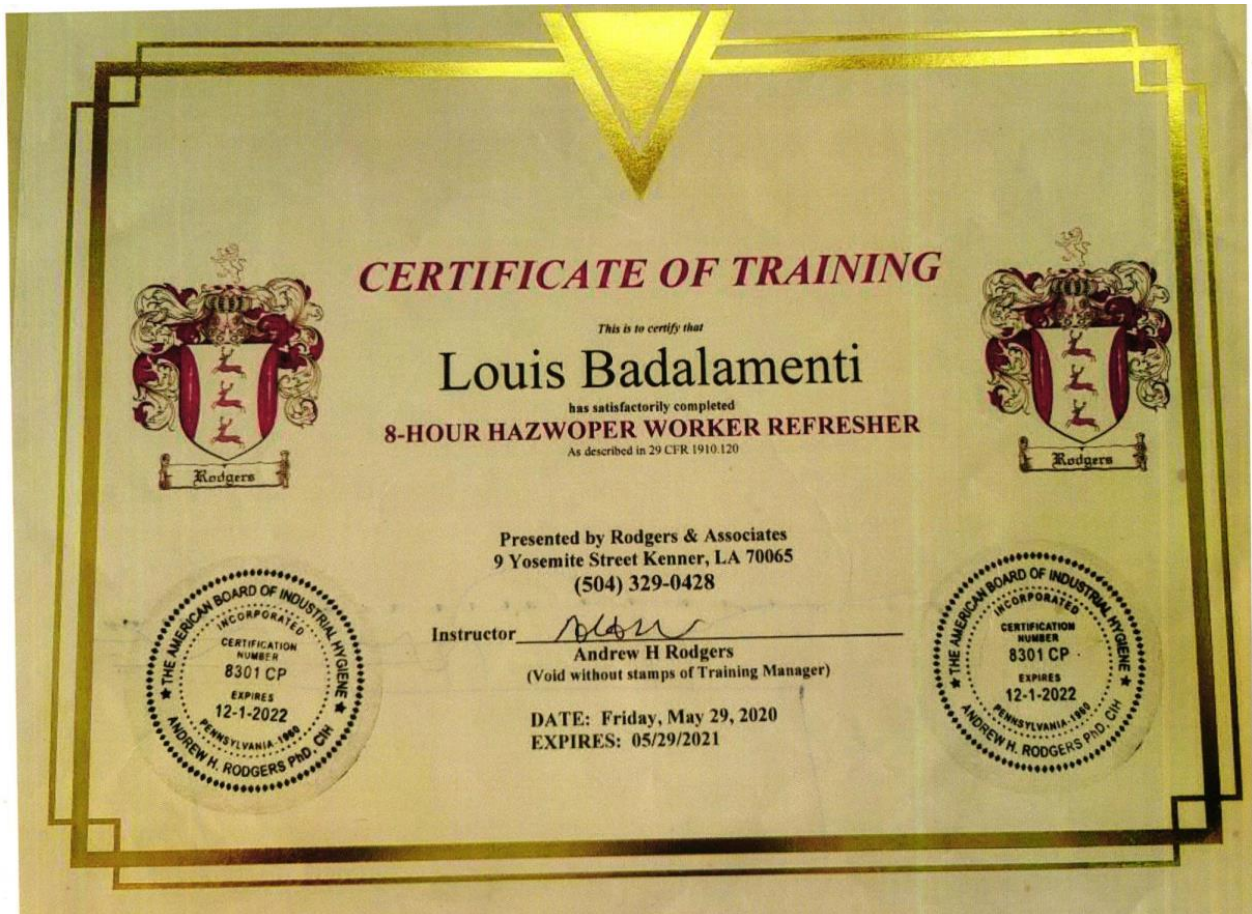 CERTIFICATE OF TRAINING
This is to certify that
Louis Badalamenti
has satisfactorily completed
8-HOUR HAZWOPER WORKER REFRESHER
As described in 29 CFR 1910.120
Rodgers
Rodgers
Presented by Rodgers & Associates
9 Yosemite Street Kenner, LA 70065
(504) 329-0428
Instructor
Andrew H Rodgers
(Void without stamps of Training Manager)
DATE: Friday, May 29, 2020
EXPIRES: 05/29/2021
THE AMERICAN BOARD OF INDUSTRIAL HYGIENE
INCORPORATED
CERTIFICATION
NUMBER
8301 CP
EXPIRES
12-1-2022
PENNSYLVANIA-1960
ANDREW H. RODGERS PhD, CIH
THE AMERICAN BOARD OF INDUSTRIAL HYGIENE
INCORPORATED
CERTIFICATION
NUMBER
8301 CP
EXPIRES
12-1-2022
PENNSYLVANIA-1960
ANDREW H. RODGERS PhD, CIH